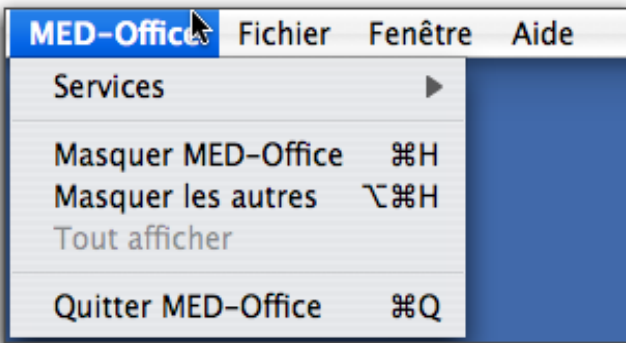 MED-Office Fichier Fenêtre Aide
Services
Masquer MED-Office ⌘H
Masquer les autres ⌥⌘H
Tout afficher
Quitter MED-Office ⌘Q